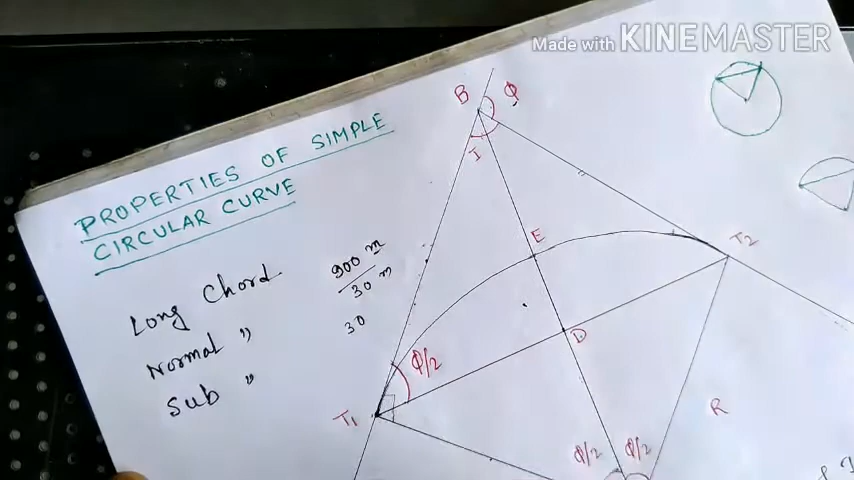 Made with KINEMASTER
PROPERTIES OF SIMPLE
CIRCULAR CURVE
B
Φ
I
Long Chord 900 m
30 m
Normal " 30
Sub "
E
T2
D
Φ/2
T1
R
Φ/2 Φ/2